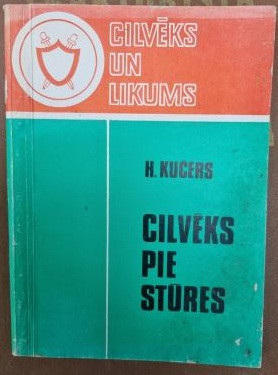 CILVĒKS
UN
LIKUMS
H. KUČERS
CILVĒKS
PIE
STŪRES